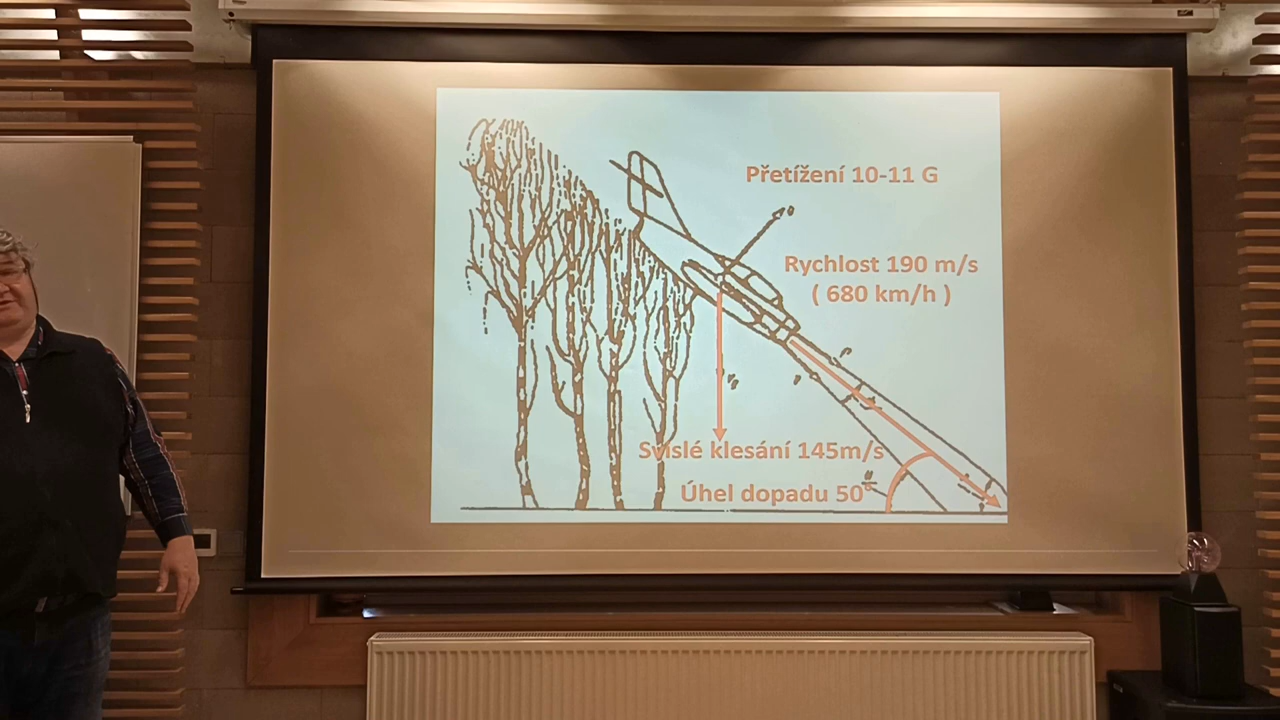 Přetížení 10-11 G
Rychlost 190 m/s
( 680 km/h )
Svislé klesání 145m/s
Úhel dopadu 50°